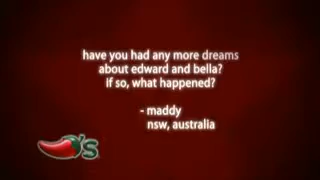 have you had any more dreams
about edward and bella?
if so, what happened?
- maddy
nsw, australia
's